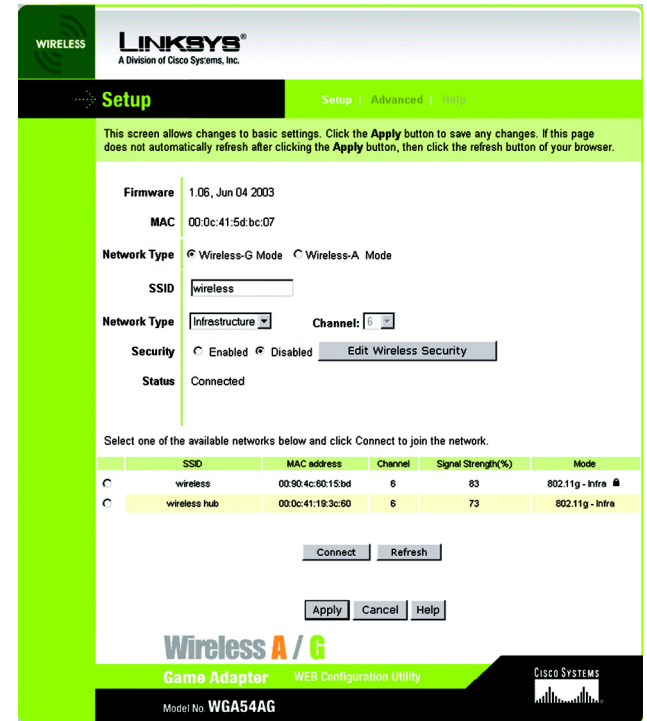 WIRELESS
LINKSYS®
A Division of Cisco Systems, Inc.
Setup
Setup | Advanced | Help
This screen allows changes to basic settings. Click the Apply button to save any changes. If this page
does not automatically refresh after clicking the Apply button, then click the refresh button of your browser.
Firmware 1.06, Jun 04 2003
MAC 00:0c:41:5d:bc:07
Network Type Wireless-G Mode Wireless-A Mode
SSID wireless
Network Type Infrastructure Channel: 6
Security Enabled Disabled Edit Wireless Security
Status Connected
Select one of the available networks below and click Connect to join the network.
SSID MAC address Channel Signal Strength(%) Mode
wireless 00:90:4c:60:15:bd 6 83 802.11g - Infra
wireless hub 00:0c:41:19:3c:60 6 73 802.11g - Infra
Connect Refresh
Apply Cancel Help
Wireless A / G
Game Adapter WEB Configuration Utility
CISCO SYSTEMS
Model No. WGA54AG